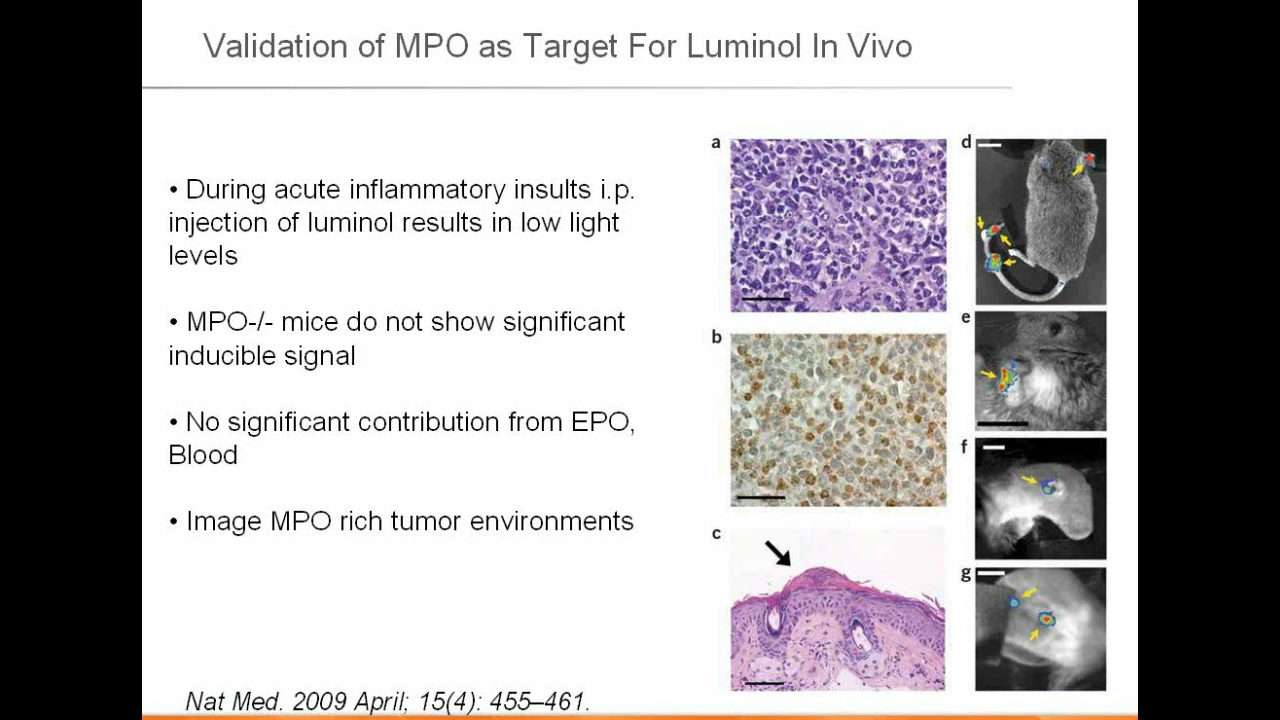 Validation of MPO as Target For Luminol In Vivo
• During acute inflammatory insults i.p.
injection of luminol results in low light
levels
• MPO-/- mice do not show significant
inducible signal
• No significant contribution from EPO,
Blood
• Image MPO rich tumor environments
Nat Med. 2009 April; 15(4): 455–461.
a
b
c
d
e
f
g